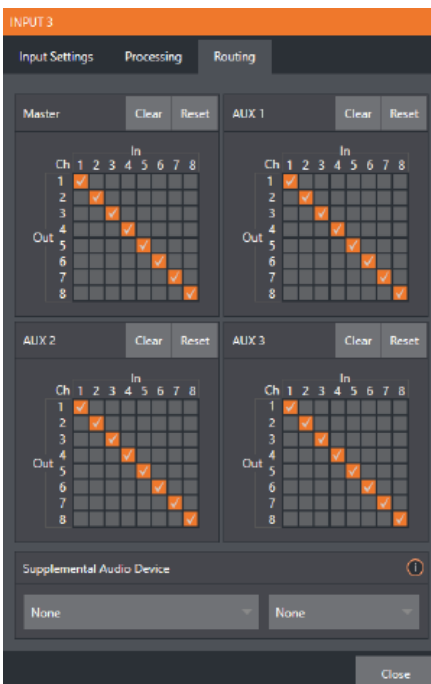 INPUT 3
Input Settings Processing Routing
Master Clear Reset AUX 1 Clear Reset
In In
Ch 1 2 3 4 5 6 7 8 Ch 1 2 3 4 5 6 7 8
1 1
2 2
3 3
Out 4 Out 4
5 5
6 6
7 7
8 8
AUX 2 Clear Reset AUX 3 Clear Reset
In In
Ch 1 2 3 4 5 6 7 8 Ch 1 2 3 4 5 6 7 8
1 1
2 2
3 3
Out 4 Out 4
5 5
6 6
7 7
8 8
Supplemental Audio Device
None None
Close